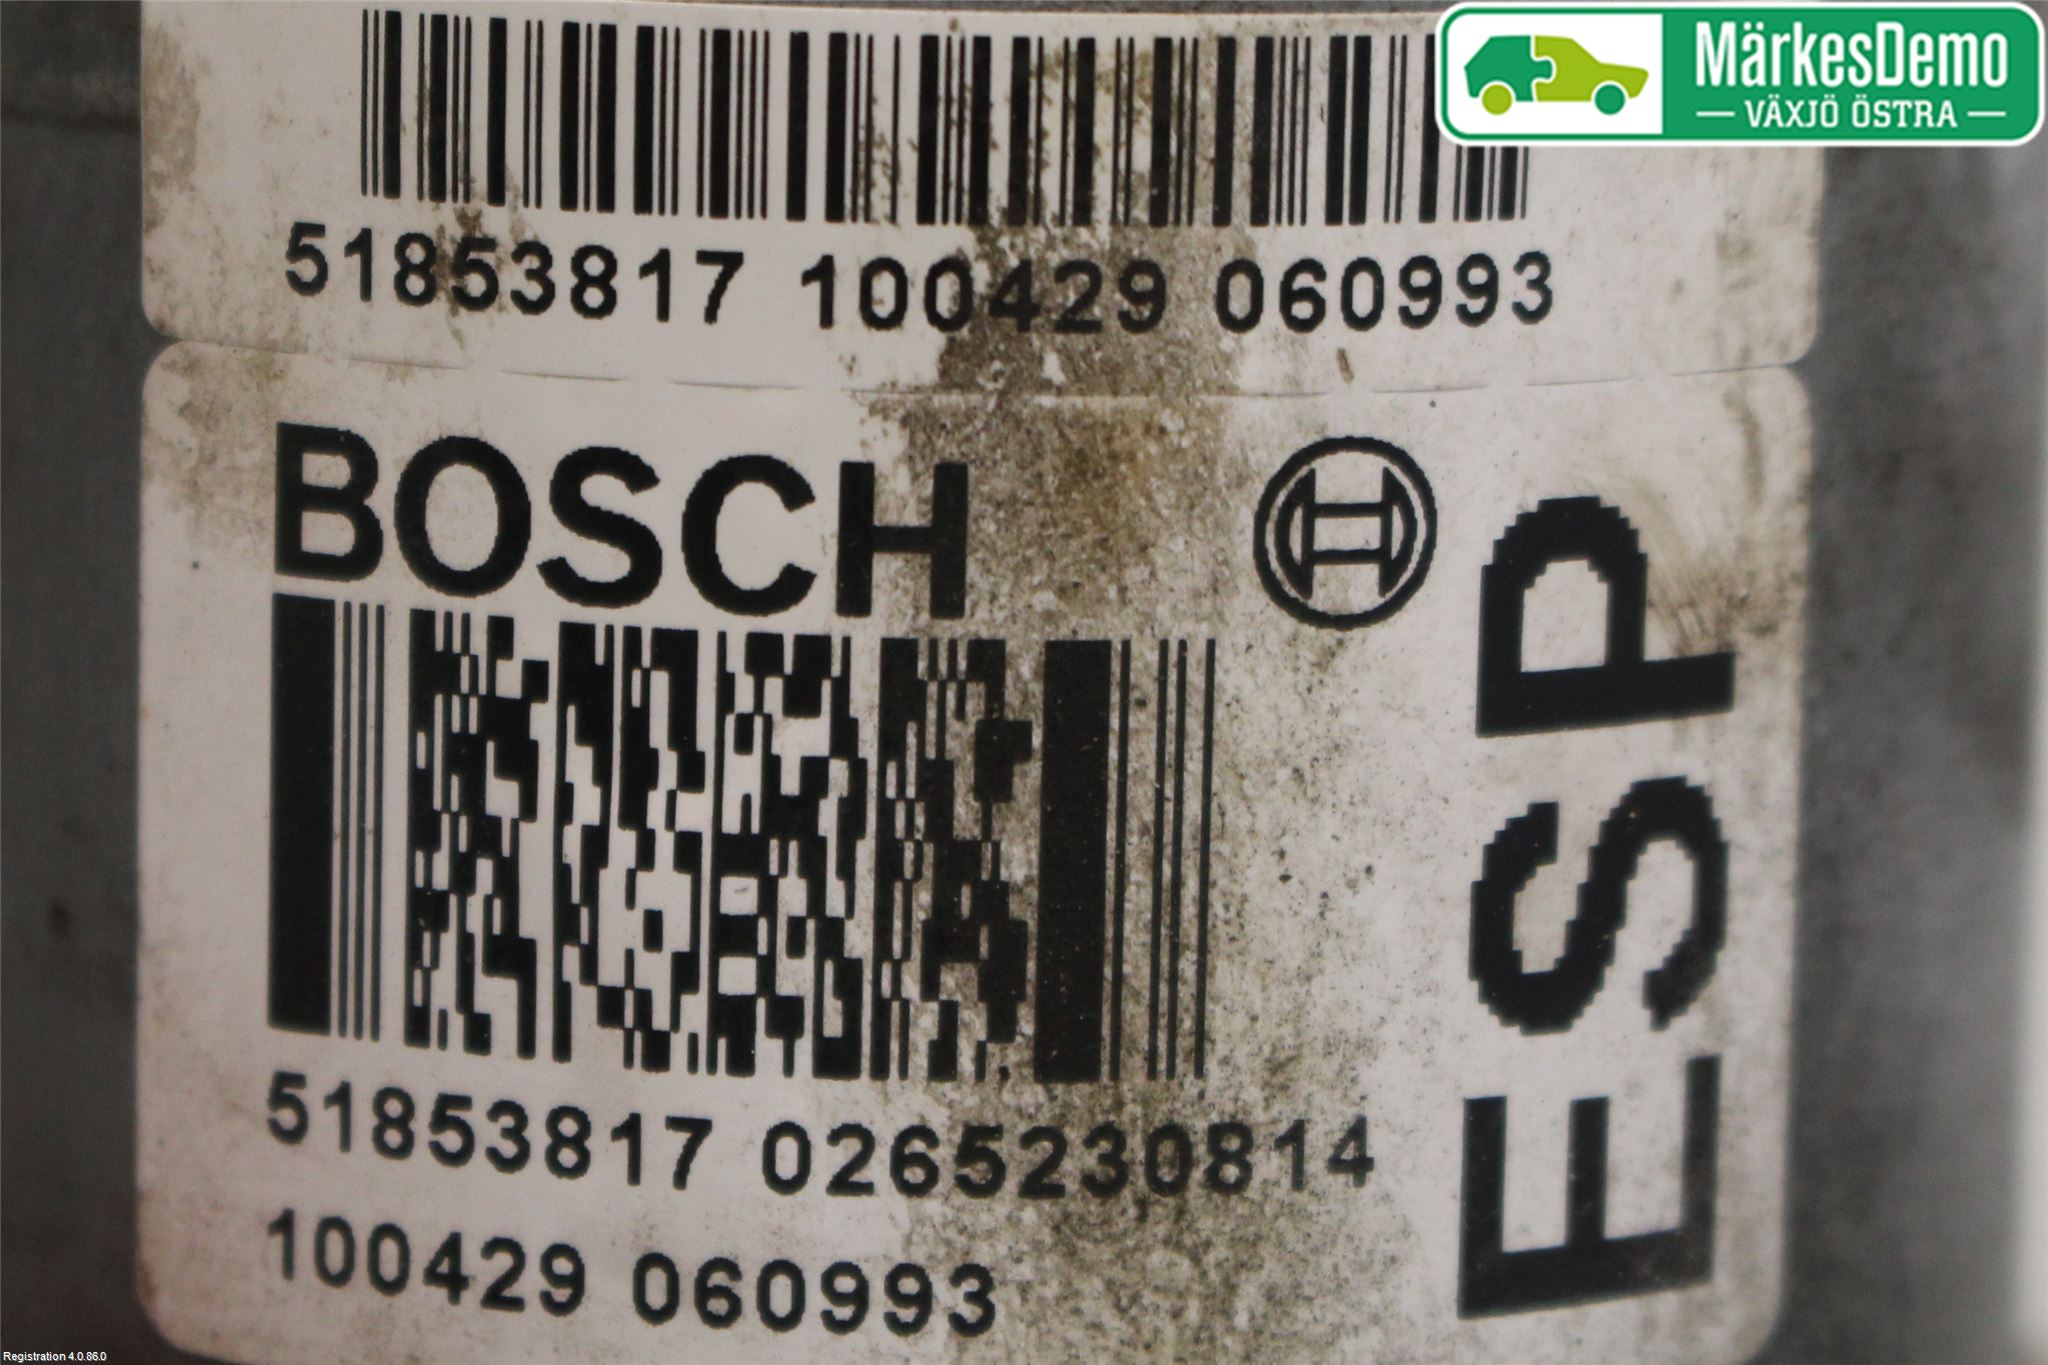 MärkesDemo
VÄXJÖ ÖSTRA
51853817 100429 060993
BOSCH
ESP
51853817 0265230814
100429 060993
Registration 4.0.86.0